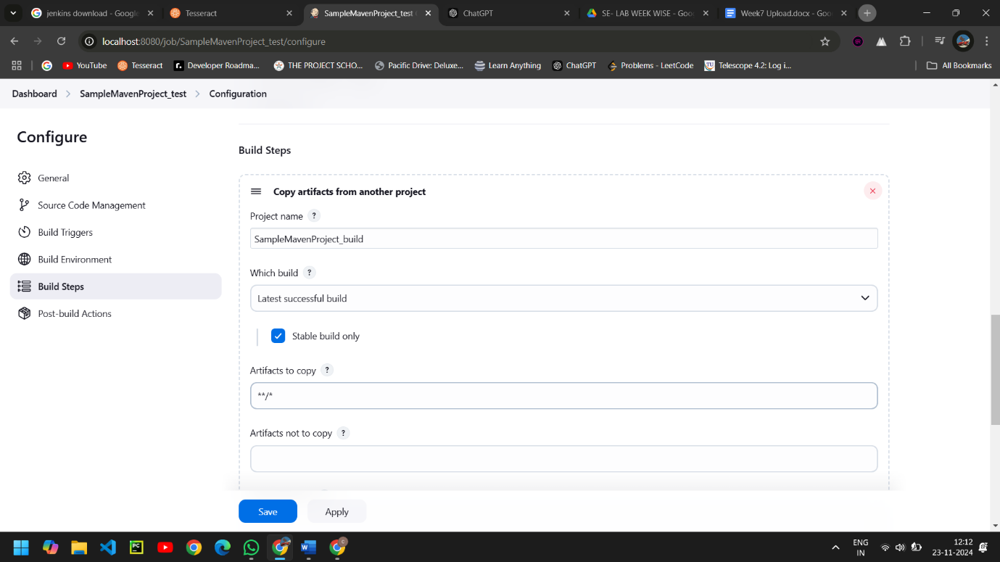 jenkins download - Google
Tesseract
SampleMavenProject_test
ChatGPT
SE- LAB WEEK WISE - Goo
Week7 Upload.docx - Goo
localhost:8080/job/SampleMavenProject_test/configure
YouTube
Tesseract
Developer Roadma...
THE PROJECT SCHO...
Pacific Drive: Deluxe...
Learn Anything
ChatGPT
Problems - LeetCode
Telescope 4.2: Log i...
All Bookmarks
Dashboard
SampleMavenProject_test
Configuration
Configure
General
Source Code Management
Build Triggers
Build Environment
Build Steps
Post-build Actions
Build Steps
Copy artifacts from another project
Project name ?
SampleMavenProject_build
Which build ?
Latest successful build
Stable build only
Artifacts to copy ?
**/*
Artifacts not to copy ?
Save
Apply
ENG
IN
12:12
23-11-2024